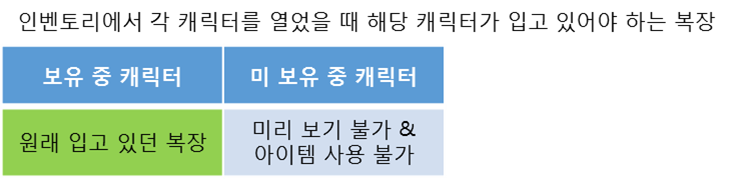 인벤토리에서 각 캐릭터를 열었을 때 해당 캐릭터가 입고 있어야 하는 복장
보유 중 캐릭터
미 보유 중 캐릭터
원래 입고 있던 복장
미리 보기 불가 &
아이템 사용 불가